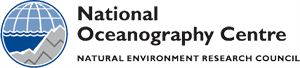 National
Oceanography Centre
NATURAL ENVIRONMENT RESEARCH COUNCIL